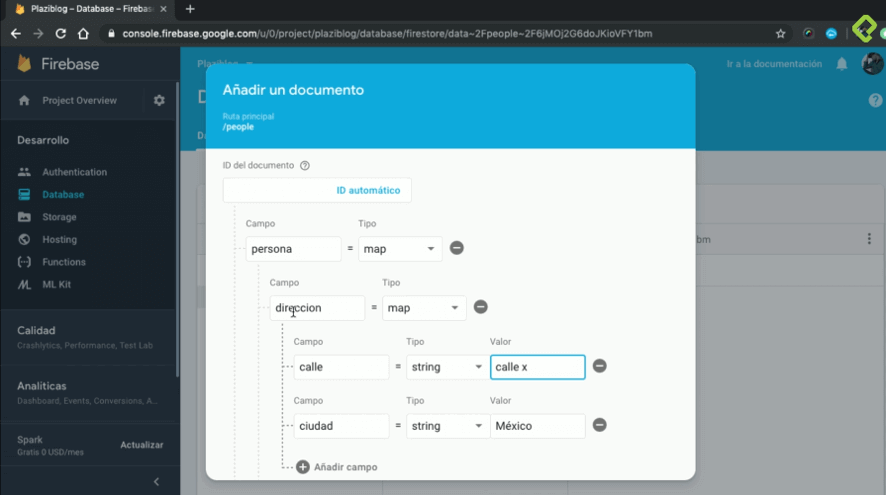 Plaziblog – Database – Firebase
console.firebase.google.com/u/0/project/plaziblog/database/firestore/data~2Fpeople~2F6jMOj2G6doJKioVFY1bm
Firebase
Plaziblog
Ir a la documentación
Project Overview
Desarrollo
Authentication
Database
Storage
Hosting
Functions
ML Kit
Calidad
Crashlytics, Performance, Test Lab
Analíticas
Dashboard, Events, Conversions, A...
Spark
Gratis 0 USD/mes
Actualizar
D
Da
bm
Añadir un documento
Ruta principal
/people
ID del documento
ID automático
Campo Tipo
persona = map
Campo Tipo
direccion = map
Campo Tipo Valor
calle = string calle x
Campo Tipo Valor
ciudad = string México
Añadir campo